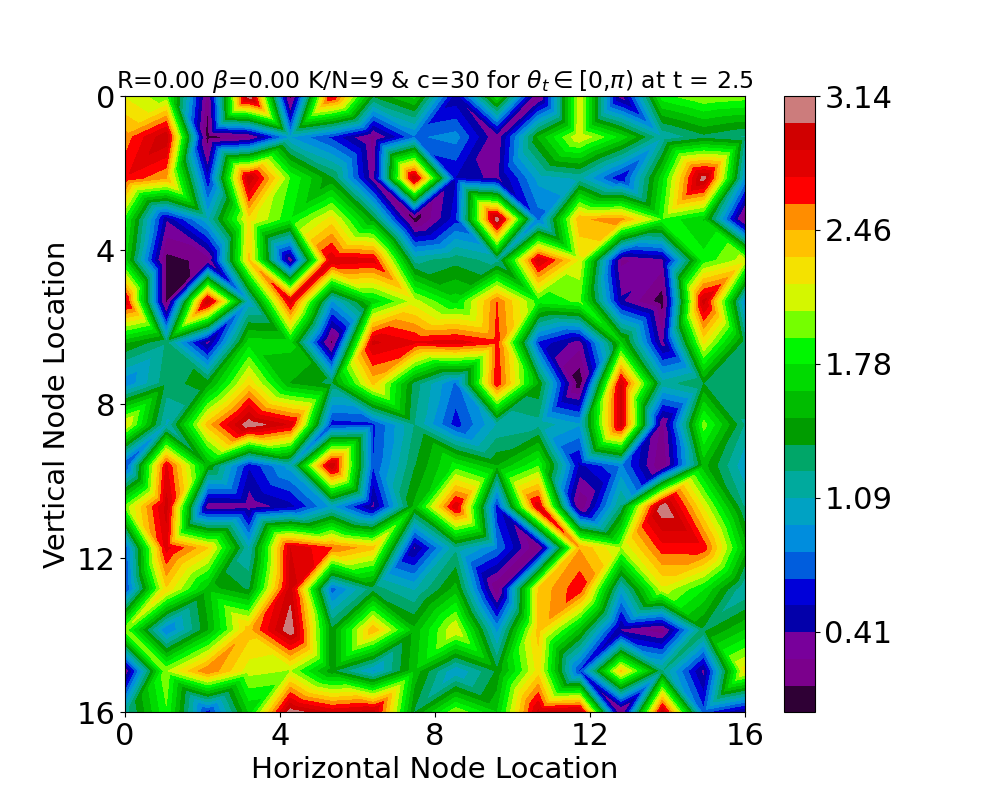 R=0.00 β=0.00 K/N=9 & c=30 for θ_t ∈ [0,π) at t = 2.5
0
4
8
12
16
0 4 8 12 16
Vertical Node Location
Horizontal Node Location
3.14
2.46
1.78
1.09
0.41